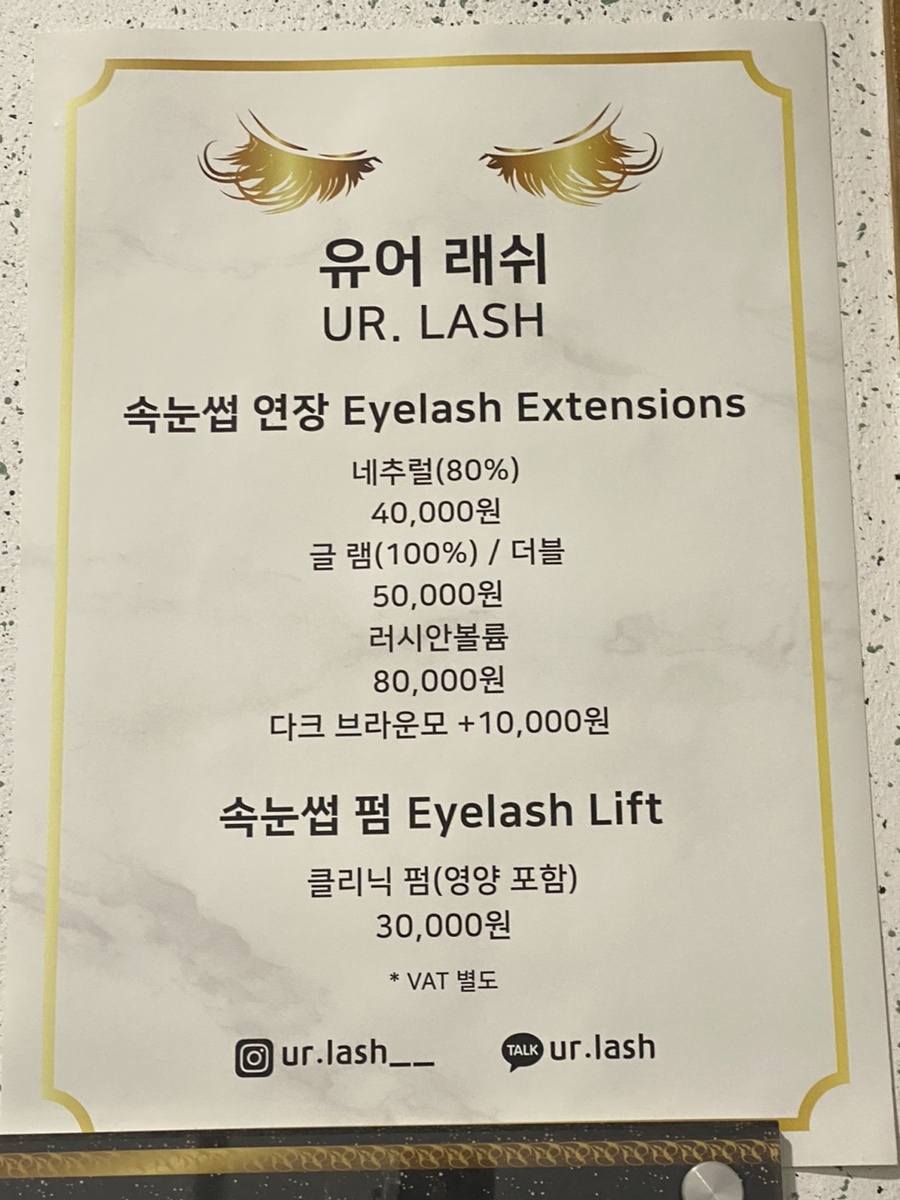 유어 래쉬
UR. LASH
속눈썹 연장 Eyelash Extensions
네추럴(80%)
40,000원
글 램(100%) / 더블
50,000원
러시안볼륨
80,000원
다크 브라운모 +10,000원
속눈썹 펌 Eyelash Lift
클리닉 펌(영양 포함)
30,000원
* VAT 별도
ur.lash__ TALK ur.lash